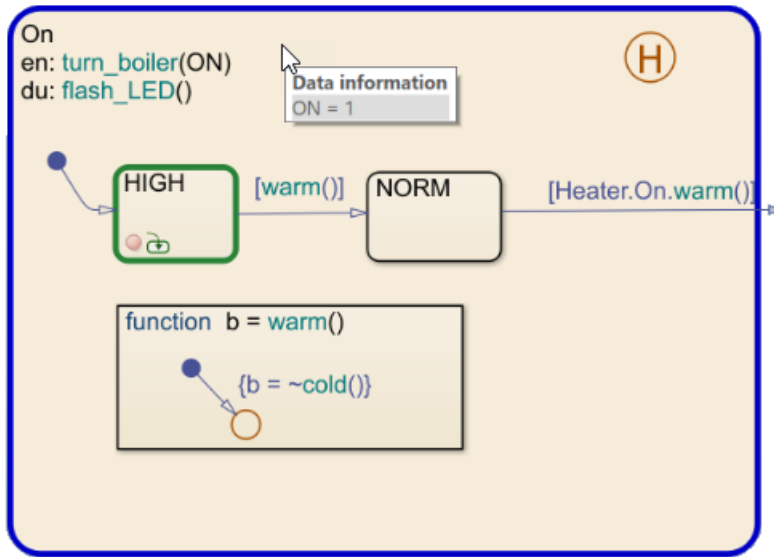 On
en: turn_boiler(ON)
du: flash_LED()
H
Data information
ON = 1
HIGH
[warm()]
NORM
[Heater.On.warm()]
function b = warm()
{b = ~cold()}